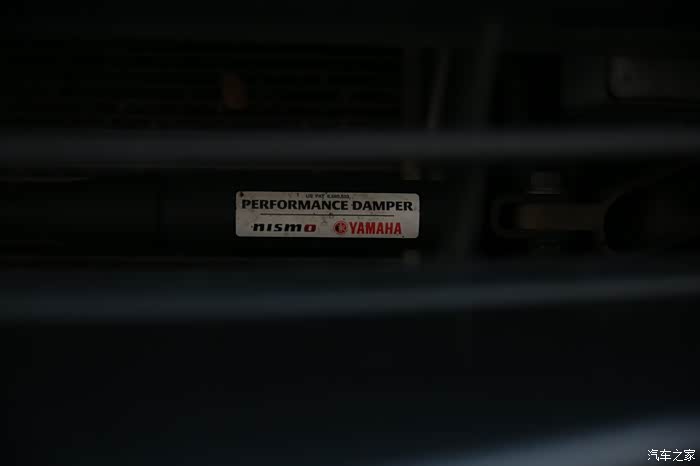 PERFORMANCE DAMPER
nismo YAMAHA
汽车之家